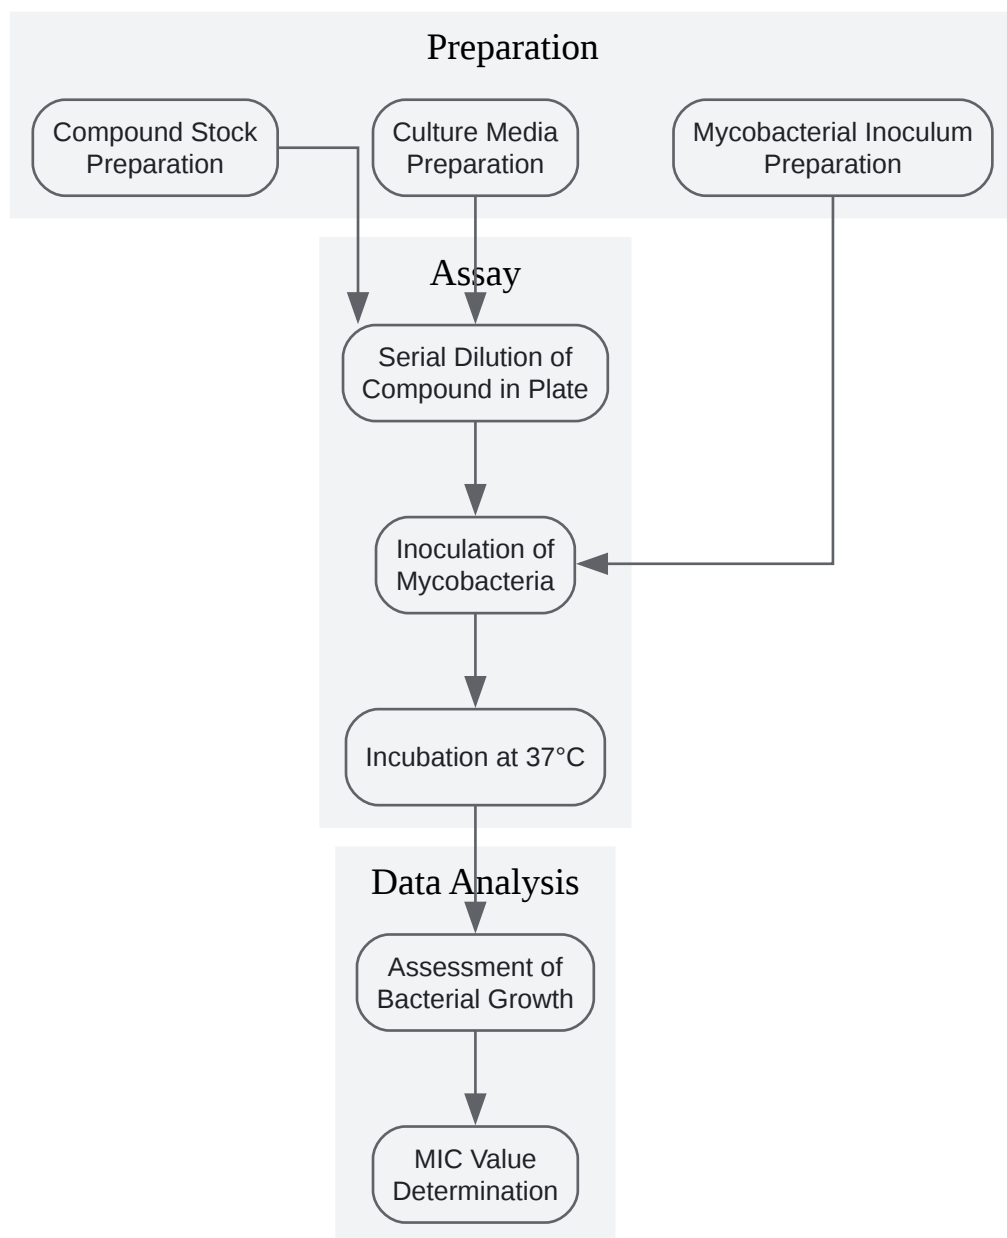 Preparation
Compound Stock
Preparation
Culture Media
Preparation
Mycobacterial Inoculum
Preparation
Assay
Serial Dilution of
Compound in Plate
Inoculation of
Mycobacteria
Incubation at 37°C
Data Analysis
Assessment of
Bacterial Growth
MIC Value
Determination